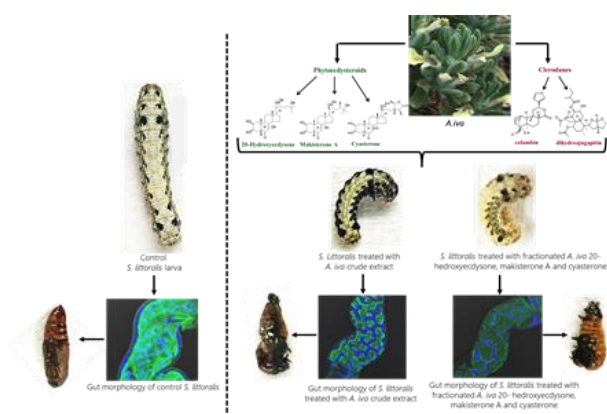 Phytoecdysteroids
Clerodanes
A.iva
20-Hydroxyecdysone
Makisterone A
Cyasterone
columbin
dihydroajugapitin
Control
S. littoralis larva
S. Littoralis treated with
A. iva crude extract
S. littoralis treated with fractionated A. iva 20-
hedroxyecdysone, makisterone A and cyasterone
Gut morphology of control S. littoralis
Gut morphology of S. littoralis
treated with A. iva crude extract
Gut morphology of S. littoralis treated with
fractionated A. iva 20- hedroxyecdysone,
makisterone A and cyasterone